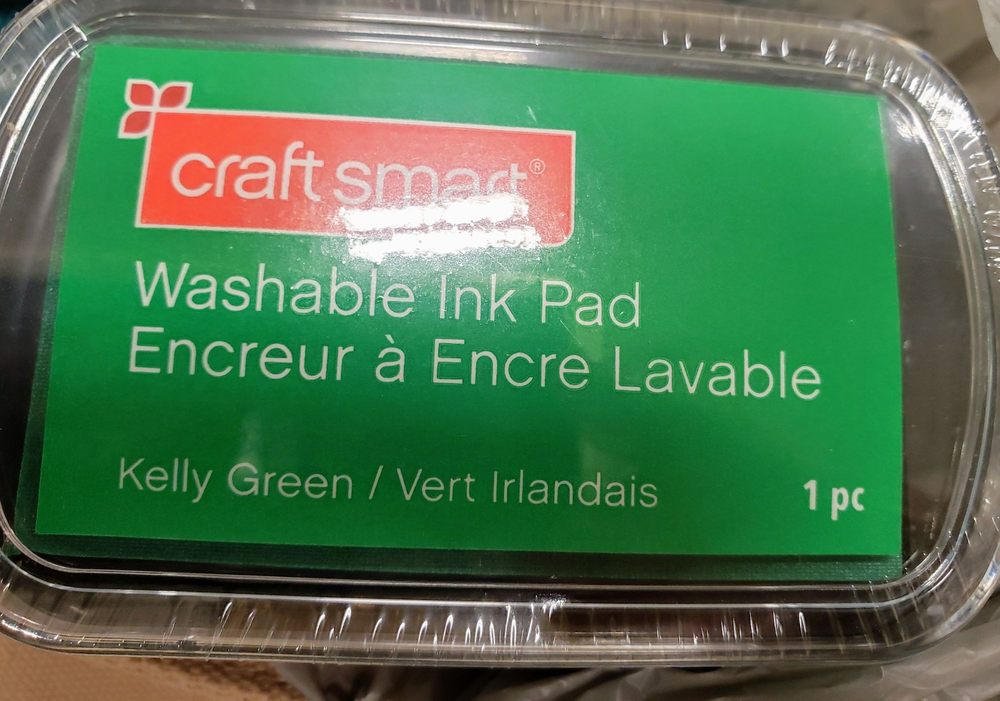 craft smart®
Washable Ink Pad
Encreur à Encre Lavable
Kelly Green / Vert Irlandais
1 pc